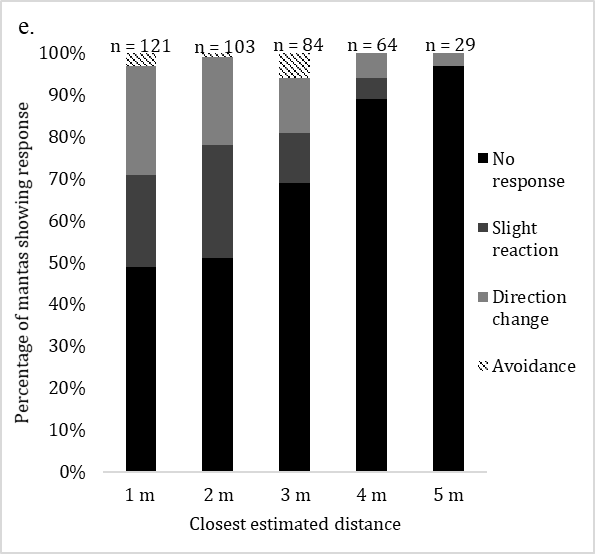 e.
n = 121 n = 103 n = 84 n = 64 n = 29
100%
90%
80%
70%
60%
50%
40%
30%
20%
10%
0%
Percentage of mantas showing response
1 m 2 m 3 m 4 m 5 m
Closest estimated distance
No
response
Slight
reaction
Direction
change
Avoidance